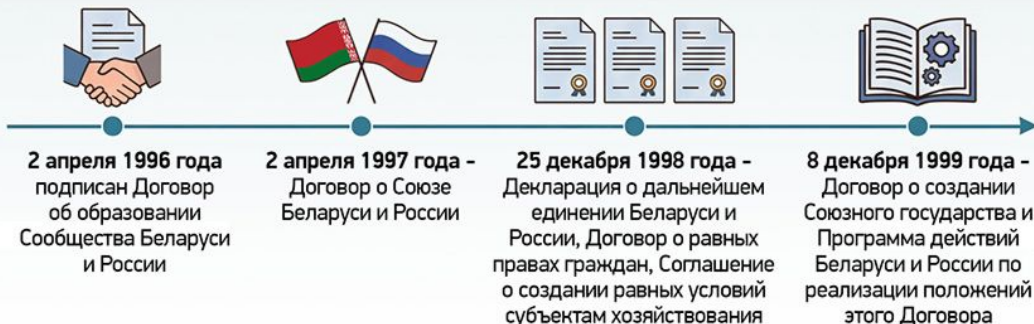 2 апреля 1996 года
подписан Договор
об образовании
Сообщества Беларуси
и России
2 апреля 1997 года -
Договор о Союзе
Беларуси и России
25 декабря 1998 года -
Декларация о дальнейшем
единении Беларуси и
России, Договор о равных
правах граждан, Соглашение
о создании равных условий
субъектам хозяйствования
8 декабря 1999 года -
Договор о создании
Союзного государства и
Программа действий
Беларуси и России по
реализации положений
этого Договора